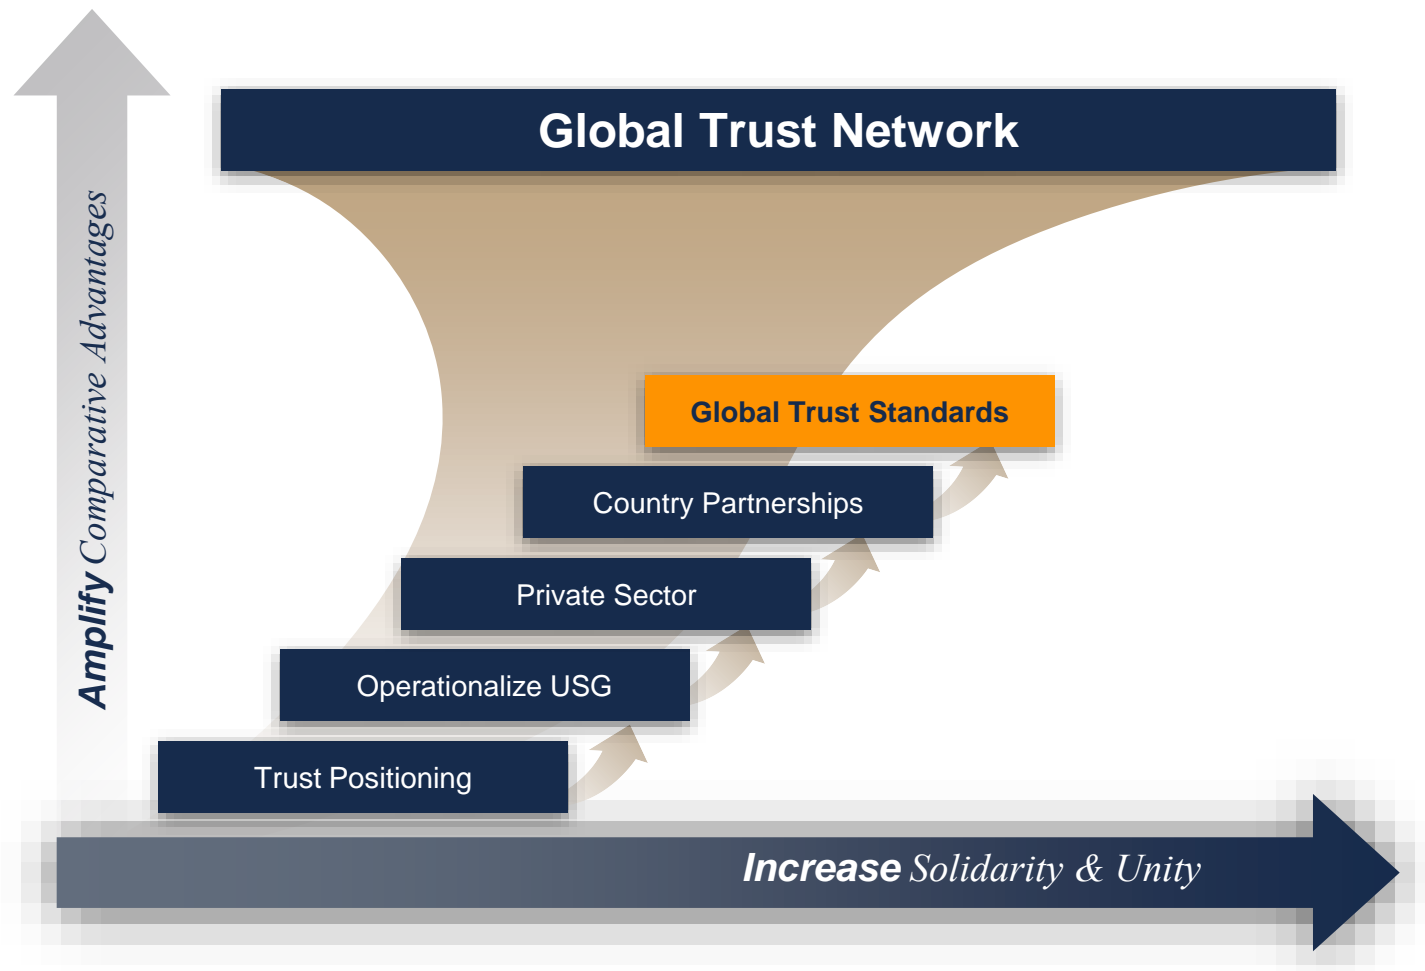 Global Trust Network
Amplify Comparative Advantages
Global Trust Standards
Country Partnerships
Private Sector
Operationalize USG
Trust Positioning
Increase Solidarity & Unity